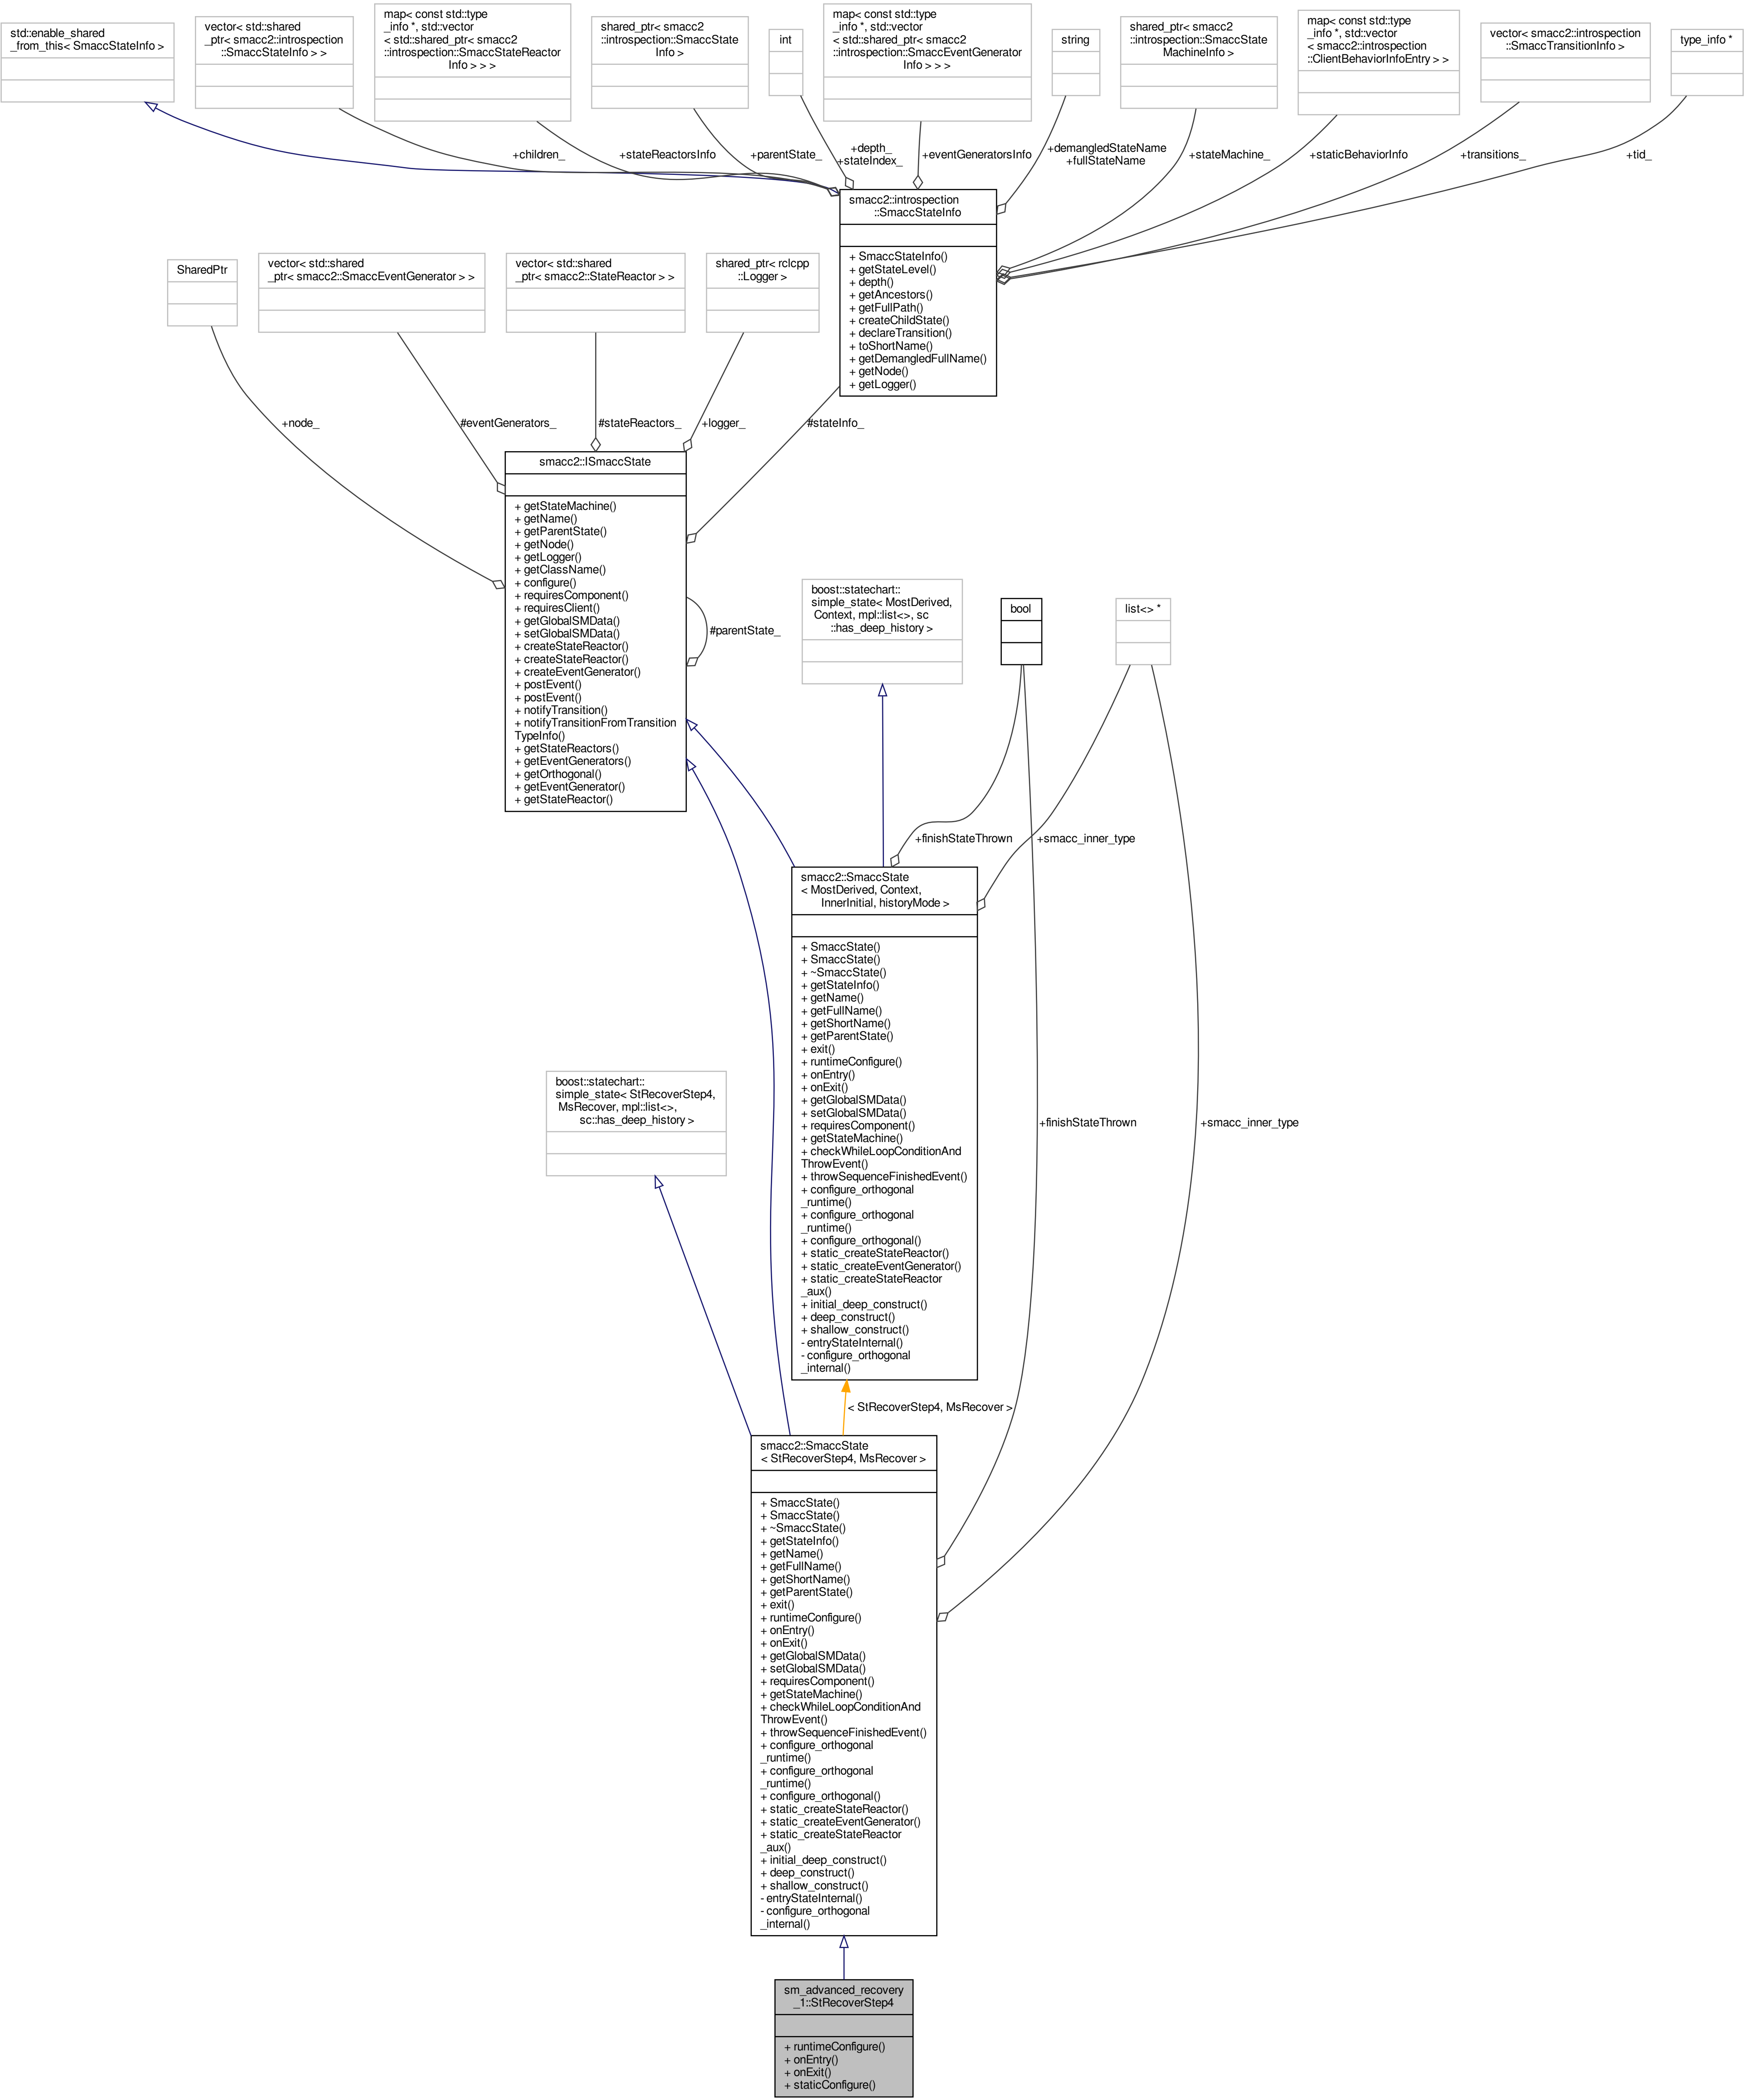 std::enable_shared
_from_this< SmaccStateInfo >
vector< std::shared
_ptr< smacc2::introspection
::SmaccStateInfo > >
map< const std::type
_info *, std::vector
< std::shared_ptr< smacc2
::introspection::SmaccStateReactor
Info > > >
shared_ptr< smacc2
::introspection::SmaccState
Info >
int
map< const std::type
_info *, std::vector
< std::shared_ptr< smacc2
::introspection::SmaccEventGenerator
Info > > >
string
shared_ptr< smacc2
::introspection::SmaccState
MachineInfo >
map< const std::type
_info *, std::vector
< smacc2::introspection
::ClientBehaviorInfoEntry > >
vector< smacc2::introspection
::SmaccTransitionInfo >
type_info *
+children_
+stateReactorsInfo
+parentState_
+depth_
+stateIndex_
+eventGeneratorsInfo
+demangledStateName
+fullStateName
+stateMachine_
+staticBehaviorInfo
+transitions_
+tid_
smacc2::introspection
::SmaccStateInfo
+ SmaccStateInfo()
+ getStateLevel()
+ depth()
+ getAncestors()
+ getFullPath()
+ createChildState()
+ declareTransition()
+ toShortName()
+ getDemangledFullName()
+ getNode()
+ getLogger()
SharedPtr
vector< std::shared
_ptr< smacc2::SmaccEventGenerator > >
vector< std::shared
_ptr< smacc2::StateReactor > >
shared_ptr< rclcpp
::Logger >
+node_
#eventGenerators_
#stateReactors_
+logger_
#stateInfo_
smacc2::ISmaccState
+ getStateMachine()
+ getName()
+ getParentState()
+ getNode()
+ getLogger()
+ getClassName()
+ configure()
+ requiresComponent()
+ requiresClient()
+ getGlobalSMData()
+ setGlobalSMData()
+ createStateReactor()
+ createStateReactor()
+ createEventGenerator()
+ postEvent()
+ postEvent()
+ notifyTransition()
+ notifyTransitionFromTransition
TypeInfo()
+ getStateReactors()
+ getEventGenerators()
+ getOrthogonal()
+ getEventGenerator()
+ getStateReactor()
#parentState_
boost::statechart::
simple_state< MostDerived,
Context, mpl::list<>, sc
::has_deep_history >
bool
list<> *
+finishStateThrown
+smacc_inner_type
smacc2::SmaccState
< MostDerived, Context,
InnerInitial, historyMode >
+ SmaccState()
+ SmaccState()
+ ~SmaccState()
+ getStateInfo()
+ getName()
+ getFullName()
+ getShortName()
+ getParentState()
+ exit()
+ runtimeConfigure()
+ onEntry()
+ onExit()
+ getGlobalSMData()
+ setGlobalSMData()
+ requiresComponent()
+ getStateMachine()
+ checkWhileLoopConditionAnd
ThrowEvent()
+ throwSequenceFinishedEvent()
+ configure_orthogonal
_runtime()
+ configure_orthogonal
_runtime()
+ configure_orthogonal()
+ static_createStateReactor()
+ static_createEventGenerator()
+ static_createStateReactor
_aux()
+ initial_deep_construct()
+ deep_construct()
+ shallow_construct()
- entryStateInternal()
- configure_orthogonal
_internal()
boost::statechart::
simple_state< StRecoverStep4,
MsRecover, mpl::list<>,
sc::has_deep_history >
+finishStateThrown
+smacc_inner_type
< StRecoverStep4, MsRecover >
smacc2::SmaccState
< StRecoverStep4, MsRecover >
+ SmaccState()
+ SmaccState()
+ ~SmaccState()
+ getStateInfo()
+ getName()
+ getFullName()
+ getShortName()
+ getParentState()
+ exit()
+ runtimeConfigure()
+ onEntry()
+ onExit()
+ getGlobalSMData()
+ setGlobalSMData()
+ requiresComponent()
+ getStateMachine()
+ checkWhileLoopConditionAnd
ThrowEvent()
+ throwSequenceFinishedEvent()
+ configure_orthogonal
_runtime()
+ configure_orthogonal
_runtime()
+ configure_orthogonal()
+ static_createStateReactor()
+ static_createEventGenerator()
+ static_createStateReactor
_aux()
+ initial_deep_construct()
+ deep_construct()
+ shallow_construct()
- entryStateInternal()
- configure_orthogonal
_internal()
sm_advanced_recovery
_1::StRecoverStep4
+ runtimeConfigure()
+ onEntry()
+ onExit()
+ staticConfigure()